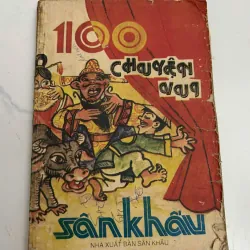 100
CHUYỆN
VUI
sân khấu
NHÀ XUẤT BẢN SÂN KHẤU